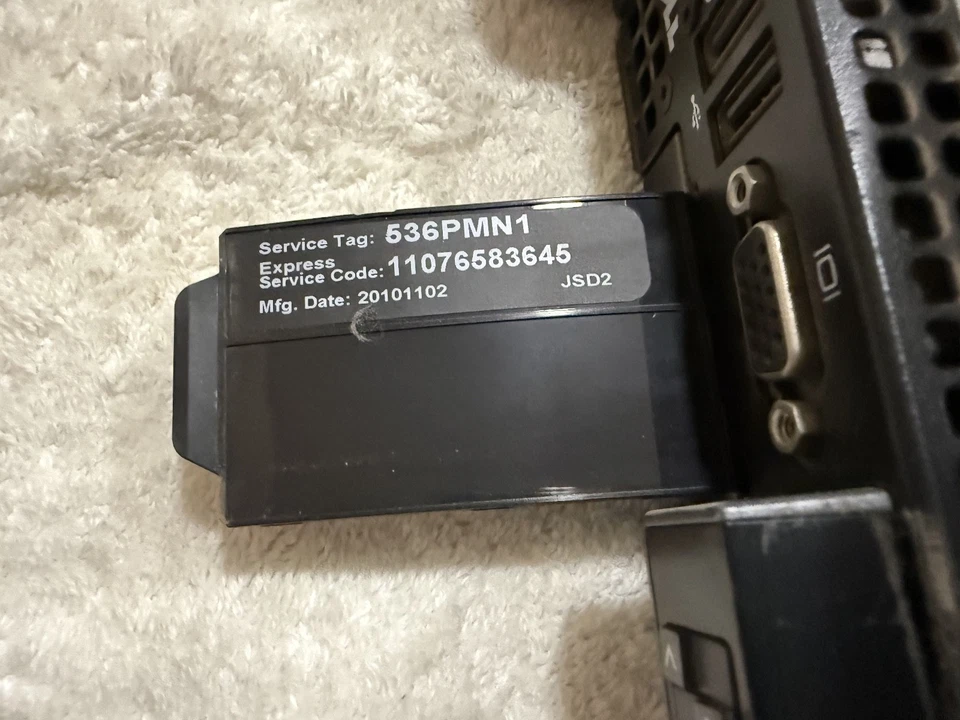 Service Tag: 536PMN1
Express
Service Code: 11076583645
Mfg. Date: 20101102 JSD2